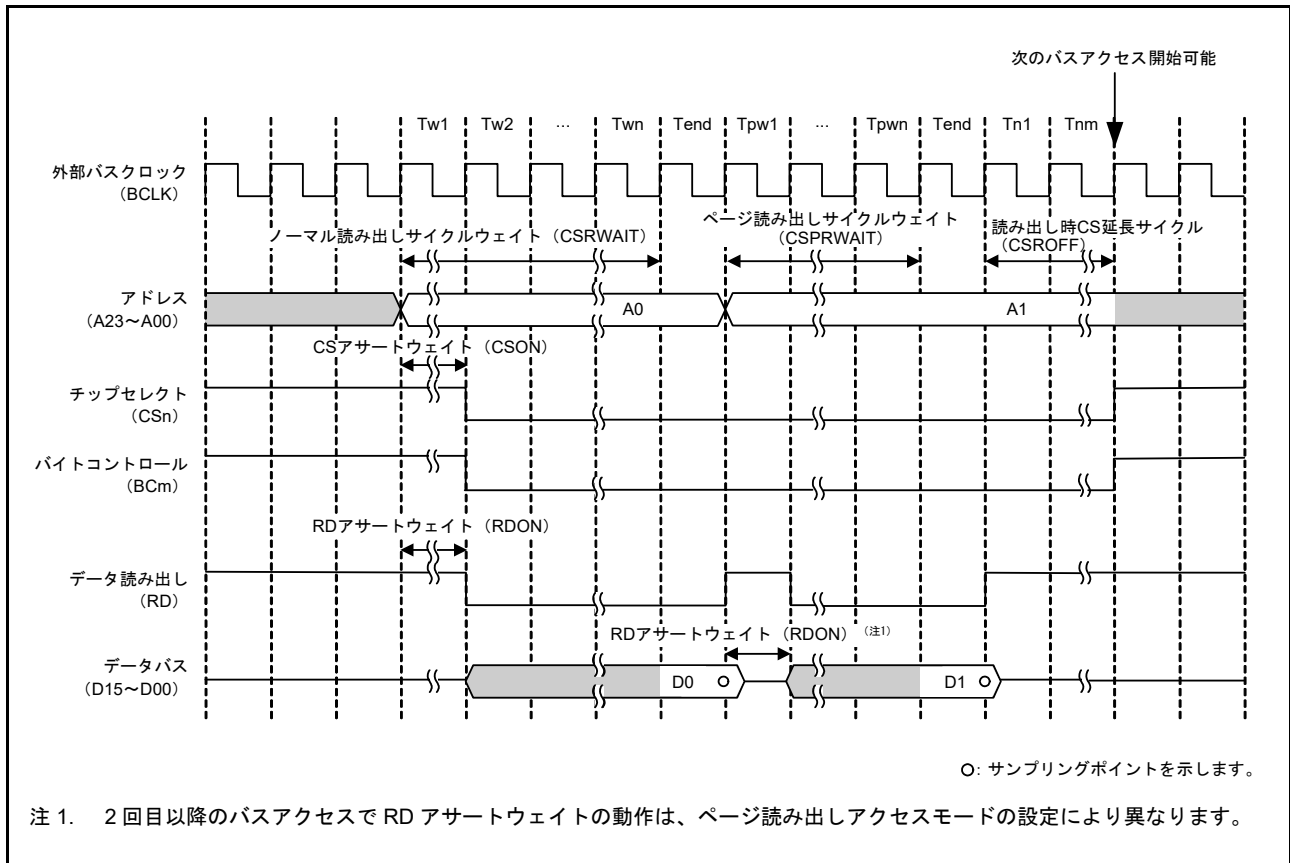 次のバスアクセス開始可能
Tw1 Tw2 … Twn Tend Tpw1 … Tpwn Tend Tn1 Tnm
外部バスクロック
(BCLK)
ノーマル読み出しサイクルウェイト(CSRWAIT)
ページ読み出しサイクルウェイト
(CSPRWAIT)
読み出し時CS延長サイクル
(CSROFF)
アドレス
(A23~A00)
A0
A1
CSアサートウェイト(CSON)
チップセレクト
(CSn)
バイトコントロール
(BCm)
RDアサートウェイト(RDON)
データ読み出し
(RD)
RDアサートウェイト(RDON)(注1)
データバス
(D15~D00)
D0
D1
O: サンプリングポイントを示します。
注 1. 2 回目以降のバスアクセスで RD アサートウェイトの動作は、ページ読み出しアクセスモードの設定により異なります。